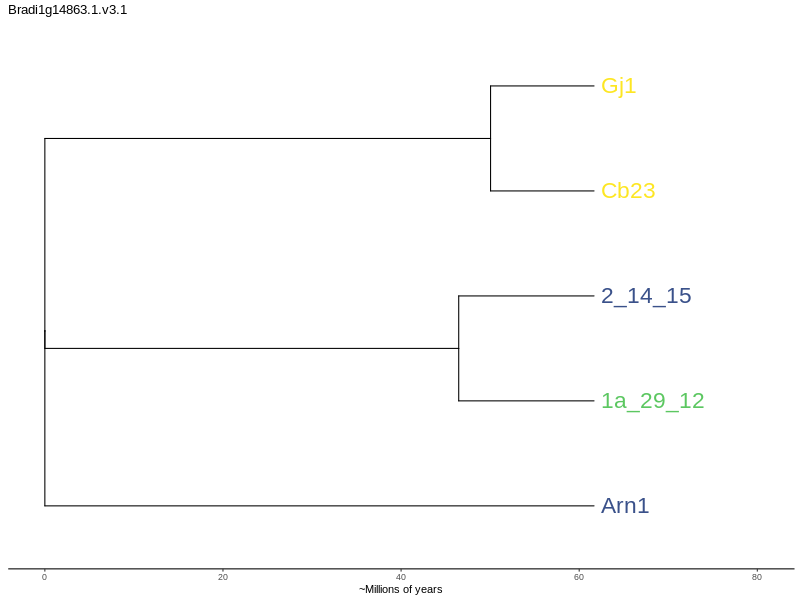 Bradi1g14863.1.v3.1
Gj1
Cb23
2_14_15
1a_29_12
Arn1
0 20 40 60 80
~Millions of years